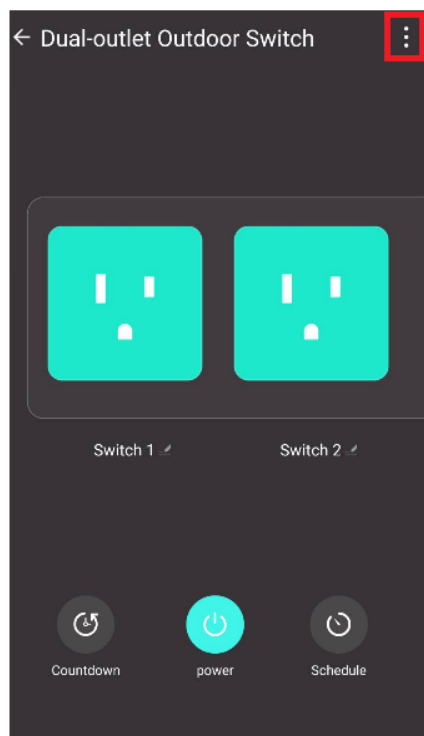 Dual-outlet Outdoor Switch
Switch 1
Switch 2
Countdown
power
Schedule